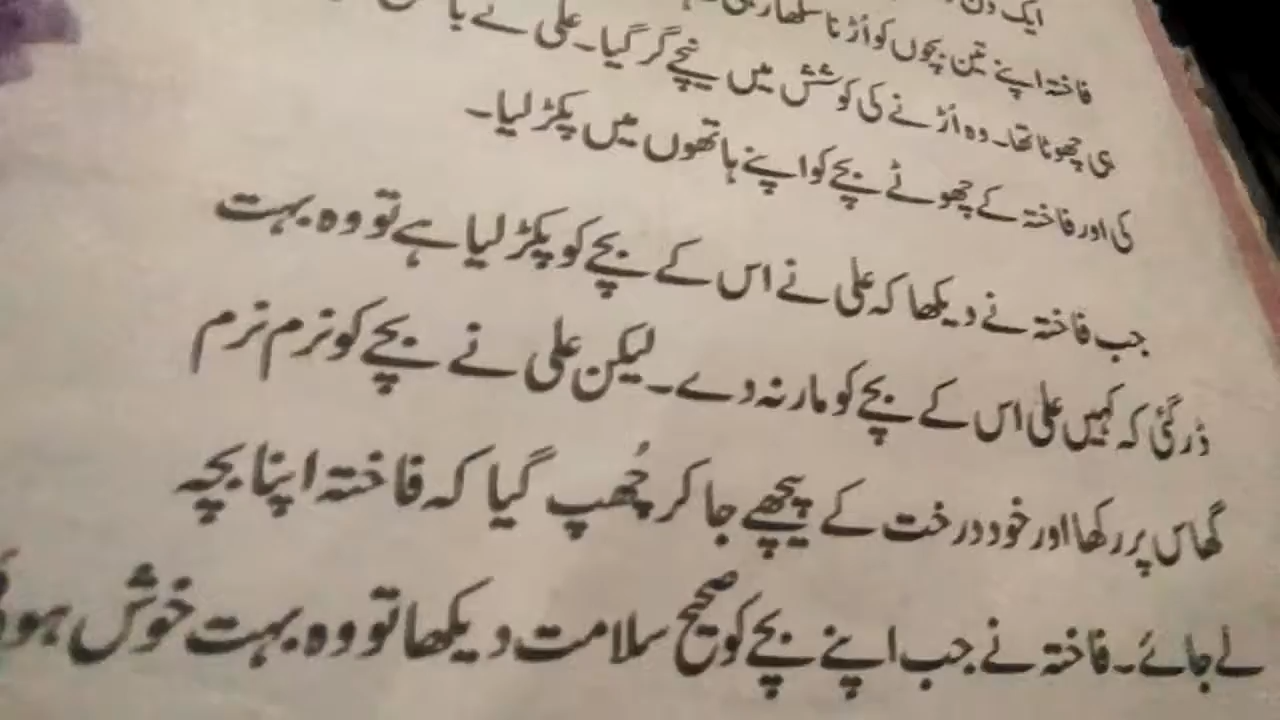 ایک دن
فاختہ اپنے تین بچوں کو اُڑنا سکھا رہی
ہی چھوٹا تھا۔ وہ اُڑنے کی کوشش میں نیچے گر گیا۔ علی نے
کی اور فاختہ کے چھوٹے بچے کو اپنے ہاتھوں میں پکڑ لیا۔
جب فاختہ نے دیکھا کہ علی نے اس کے بچے کو پکڑ لیا ہے تو وہ بہت
ڈر گئی کہ کہیں علی اس کے بچے کو مار نہ دے۔ لیکن علی نے بچے کو نرم نرم
گھاس پر رکھا اور خود درخت کے پیچھے جا کر چُھپ گیا کہ فاختہ اپنا بچہ
لے جائے۔ فاختہ نے جب اپنے بچے کو صحیح سلامت دیکھا تو وہ بہت خوش ہوئی